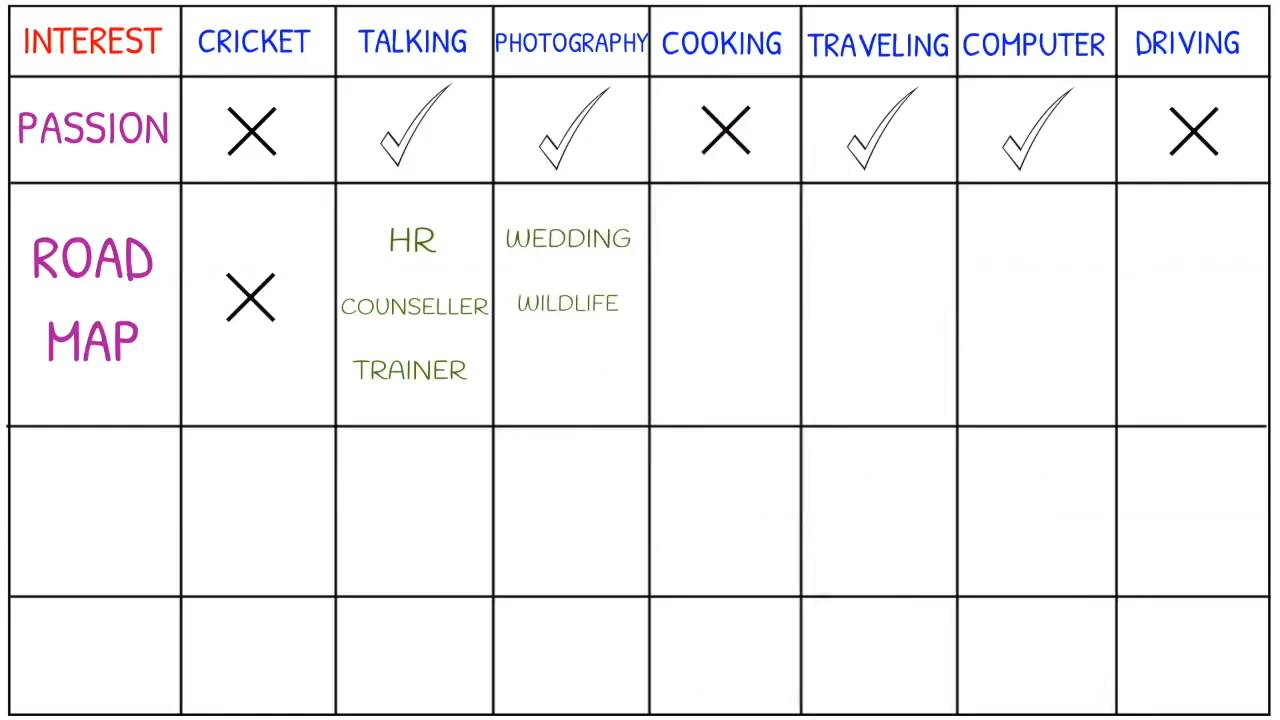 INTEREST CRICKET TALKING PHOTOGRAPHY COOKING TRAVELING COMPUTER DRIVING
PASSION
ROAD
MAP
HR
COUNSELLER
TRAINER
WEDDING
WILDLIFE